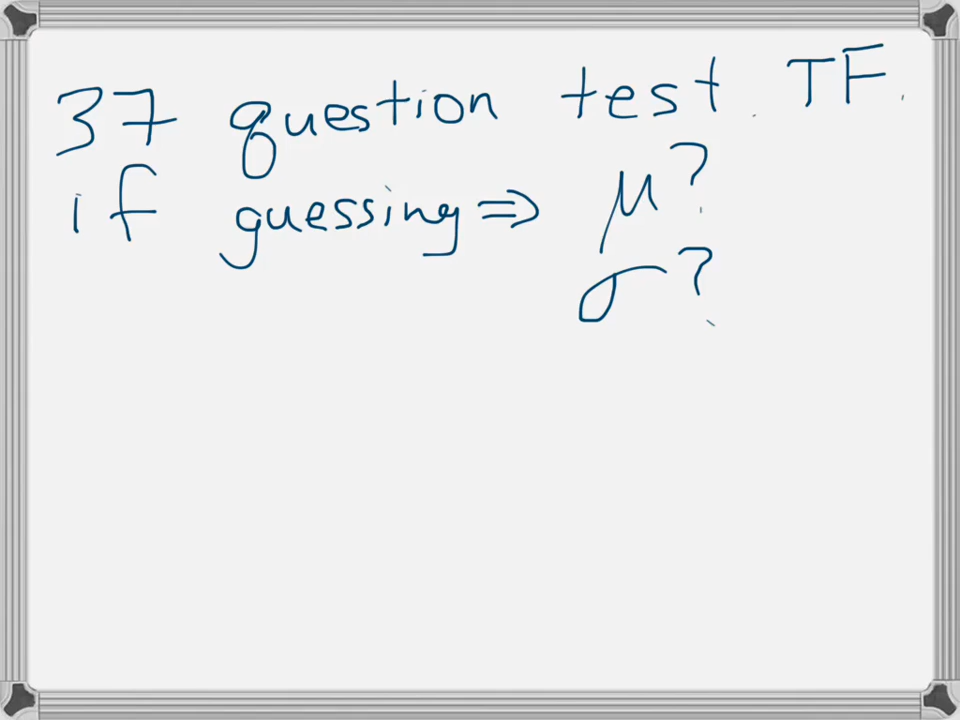 37 question test TF.
if guessing ⇒ μ?
σ?